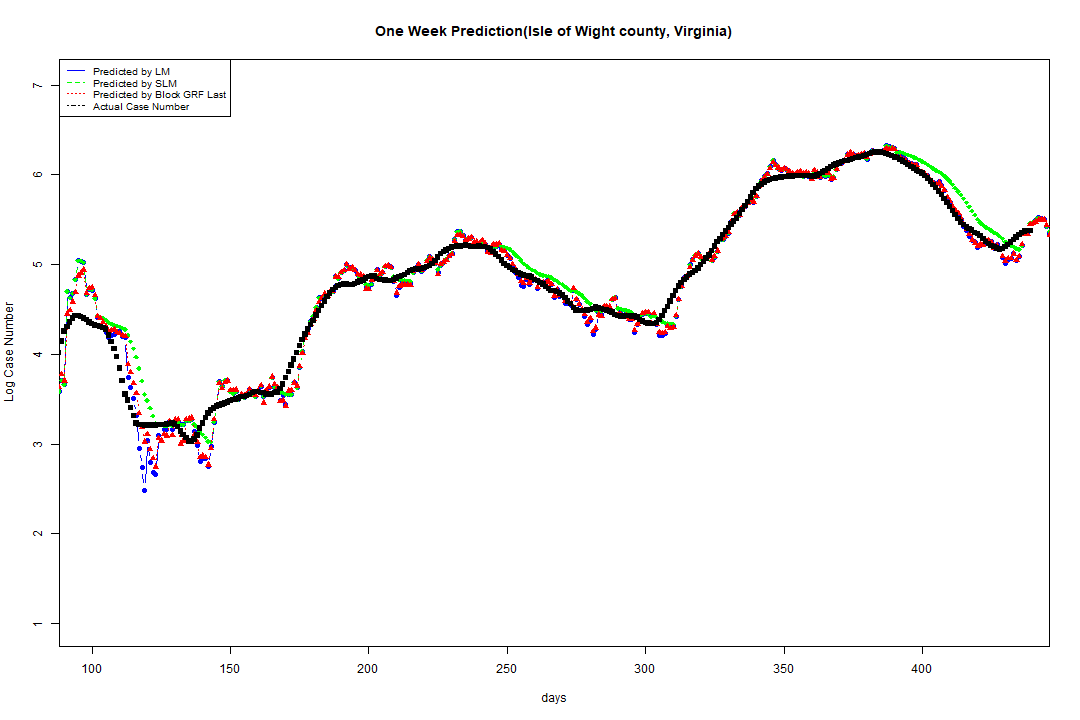 One Week Prediction(Isle of Wight county, Virginia)
Predicted by LM
Predicted by SLM
Predicted by Block GRF Last
Actual Case Number
Log Case Number
7
6
5
4
3
2
1
100 150 200 250 300 350 400
days